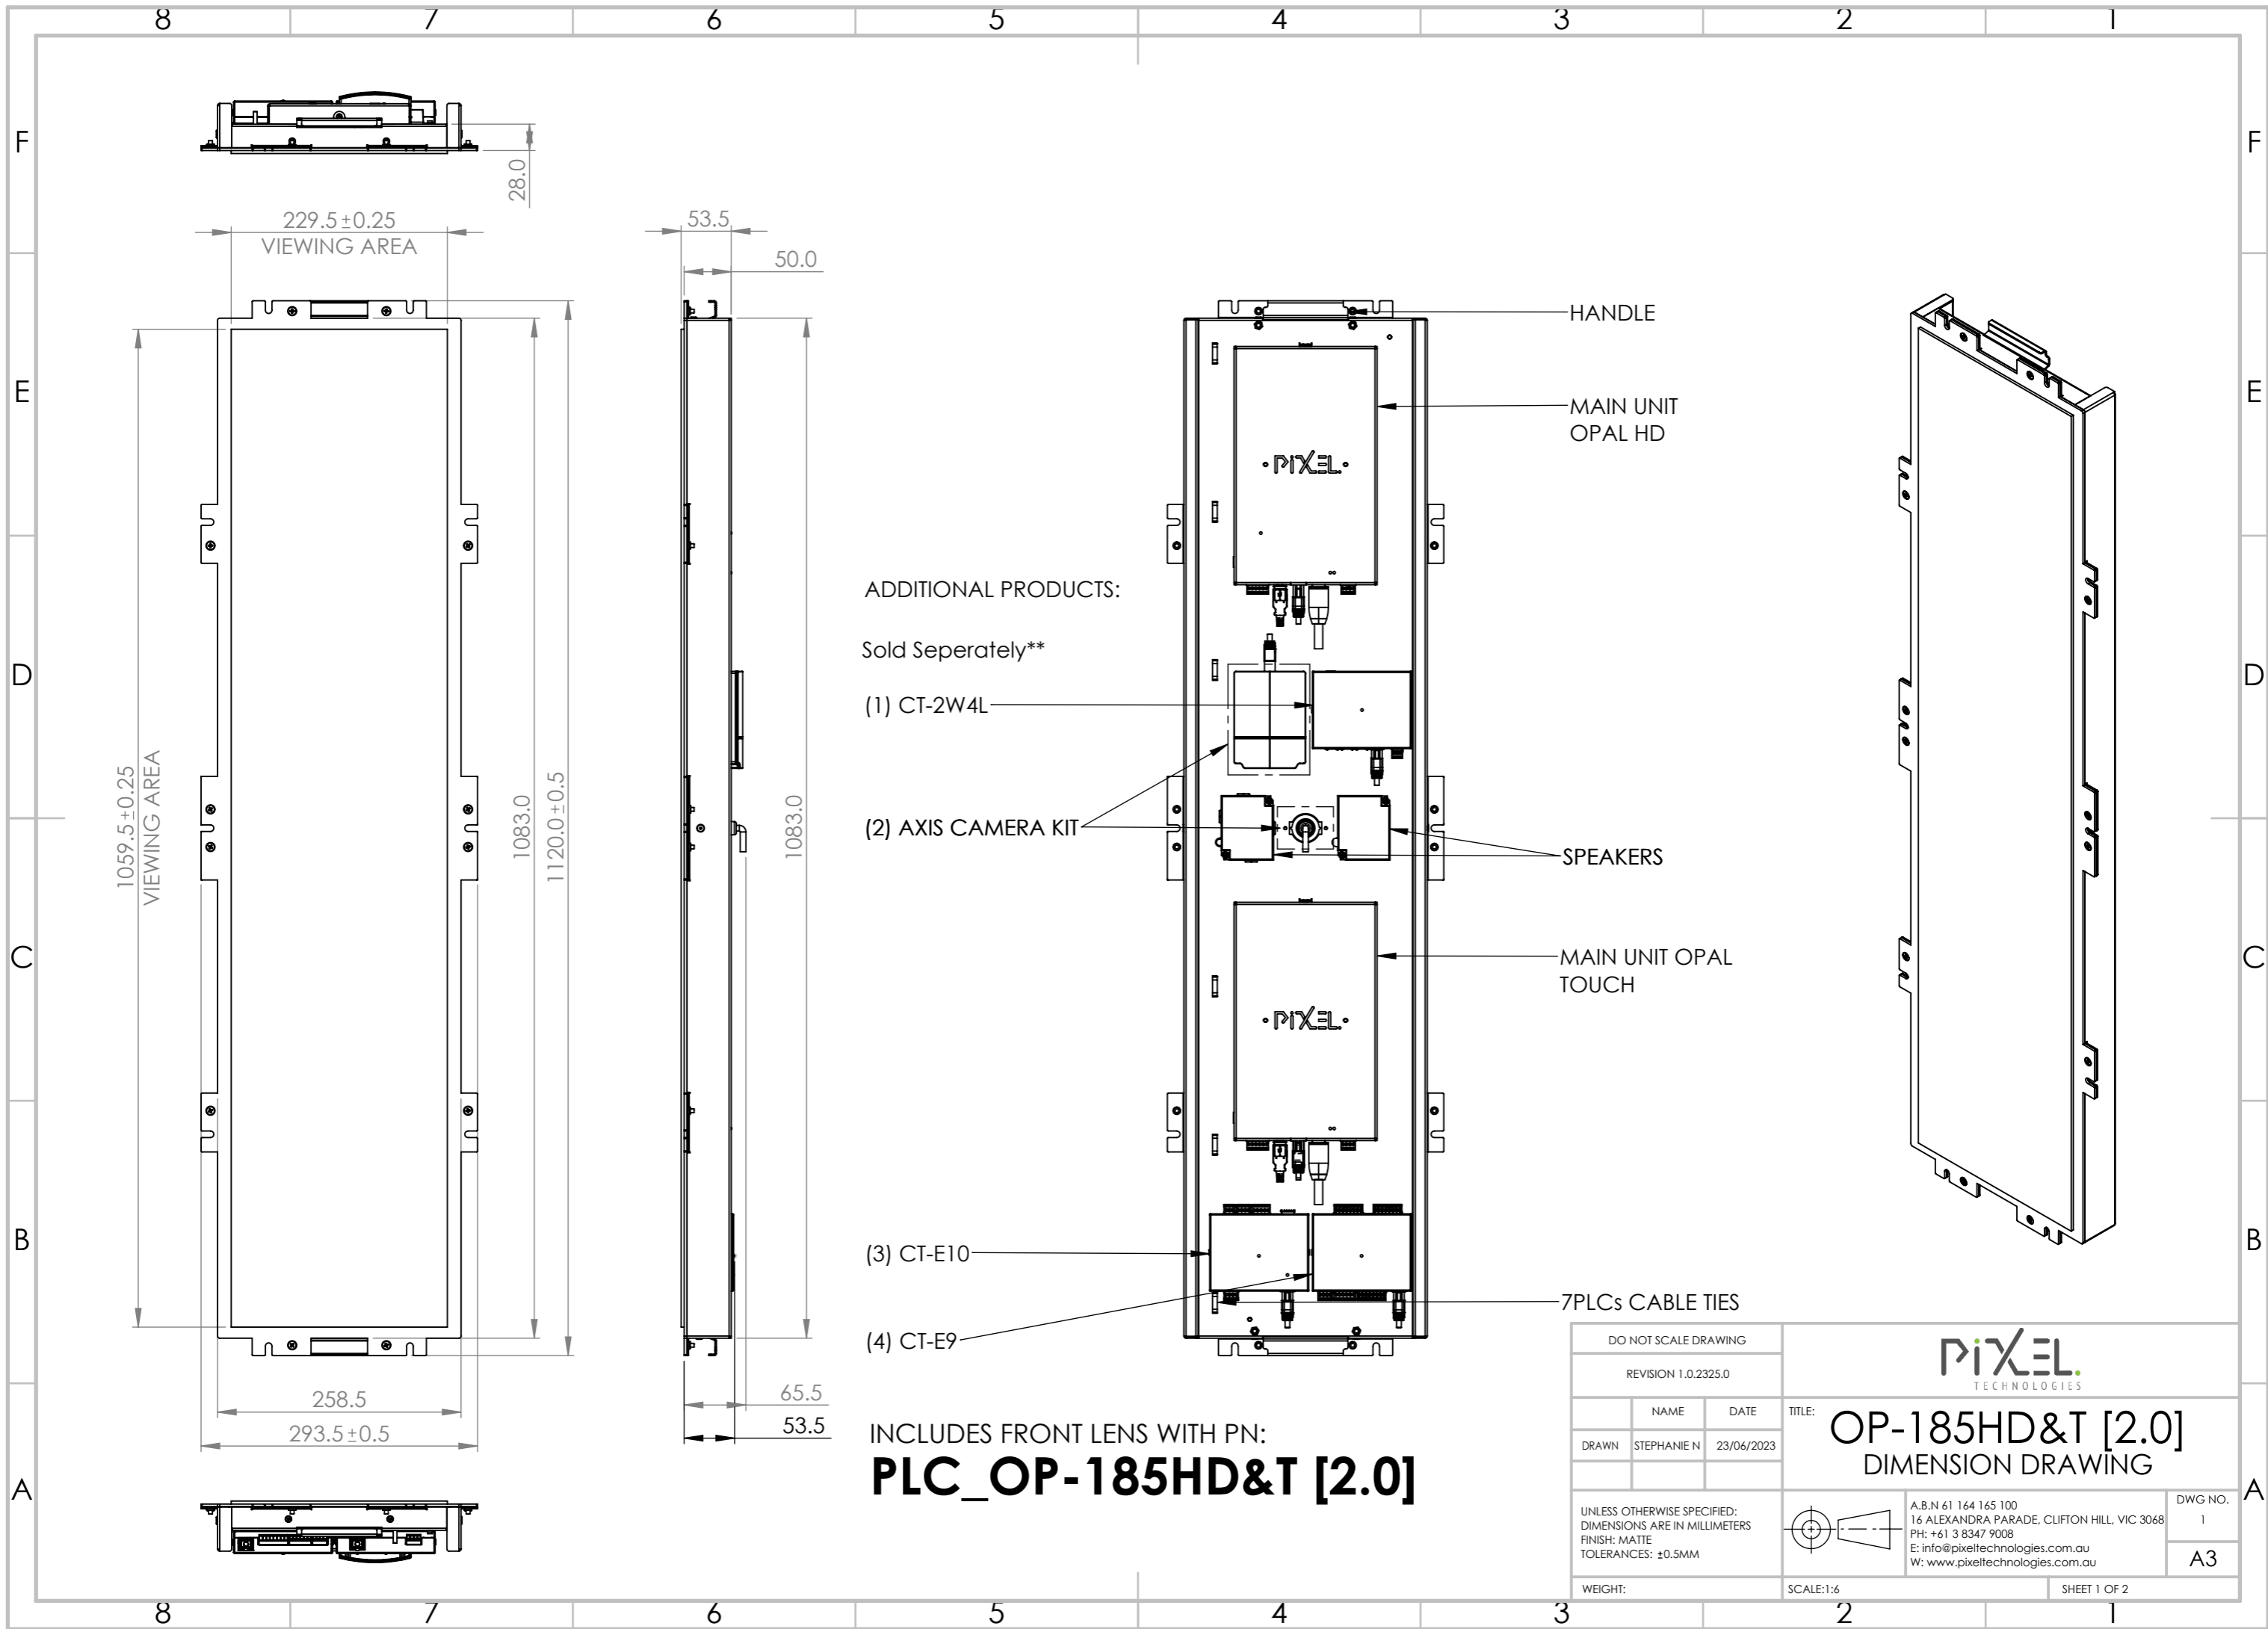 8 7 6 5 4 3 2 1
F F
E E
D D
C C
B B
A A
28.0
229.5±0.25
VIEWING AREA
1059.5±0.25
VIEWING AREA
1083.0
1120.0±0.5
258.5
293.5±0.5
53.5
50.0
1083.0
65.5
53.5
ADDITIONAL PRODUCTS:
Sold Seperately**
(1) CT-2W4L
(2) AXIS CAMERA KIT
(3) CT-E10
(4) CT-E9
PiXEL.
PiXEL.
HANDLE
MAIN UNIT
OPAL HD
SPEAKERS
MAIN UNIT OPAL
TOUCH
7PLCs CABLE TIES
INCLUDES FRONT LENS WITH PN:
PLC_OP-185HD&T [2.0]
DO NOT SCALE DRAWING
REVISION 1.0.2325.0
NAME DATE
DRAWN STEPHANIE N 23/06/2023
UNLESS OTHERWISE SPECIFIED:
DIMENSIONS ARE IN MILLIMETERS
FINISH: MATTE
TOLERANCES: ±0.5MM
WEIGHT:
PiXEL.
TECHNOLOGIES
TITLE:
OP-185HD&T [2.0]
DIMENSION DRAWING
A.B.N 61 164 165 100
16 ALEXANDRA PARADE, CLIFTON HILL, VIC 3068
PH: +61 3 8347 9008
E: info@pixeltechnologies.com.au
W: www.pixeltechnologies.com.au
DWG NO.
1
A3
SCALE:1:6
SHEET 1 OF 2
8 7 6 5 4 3 2 1